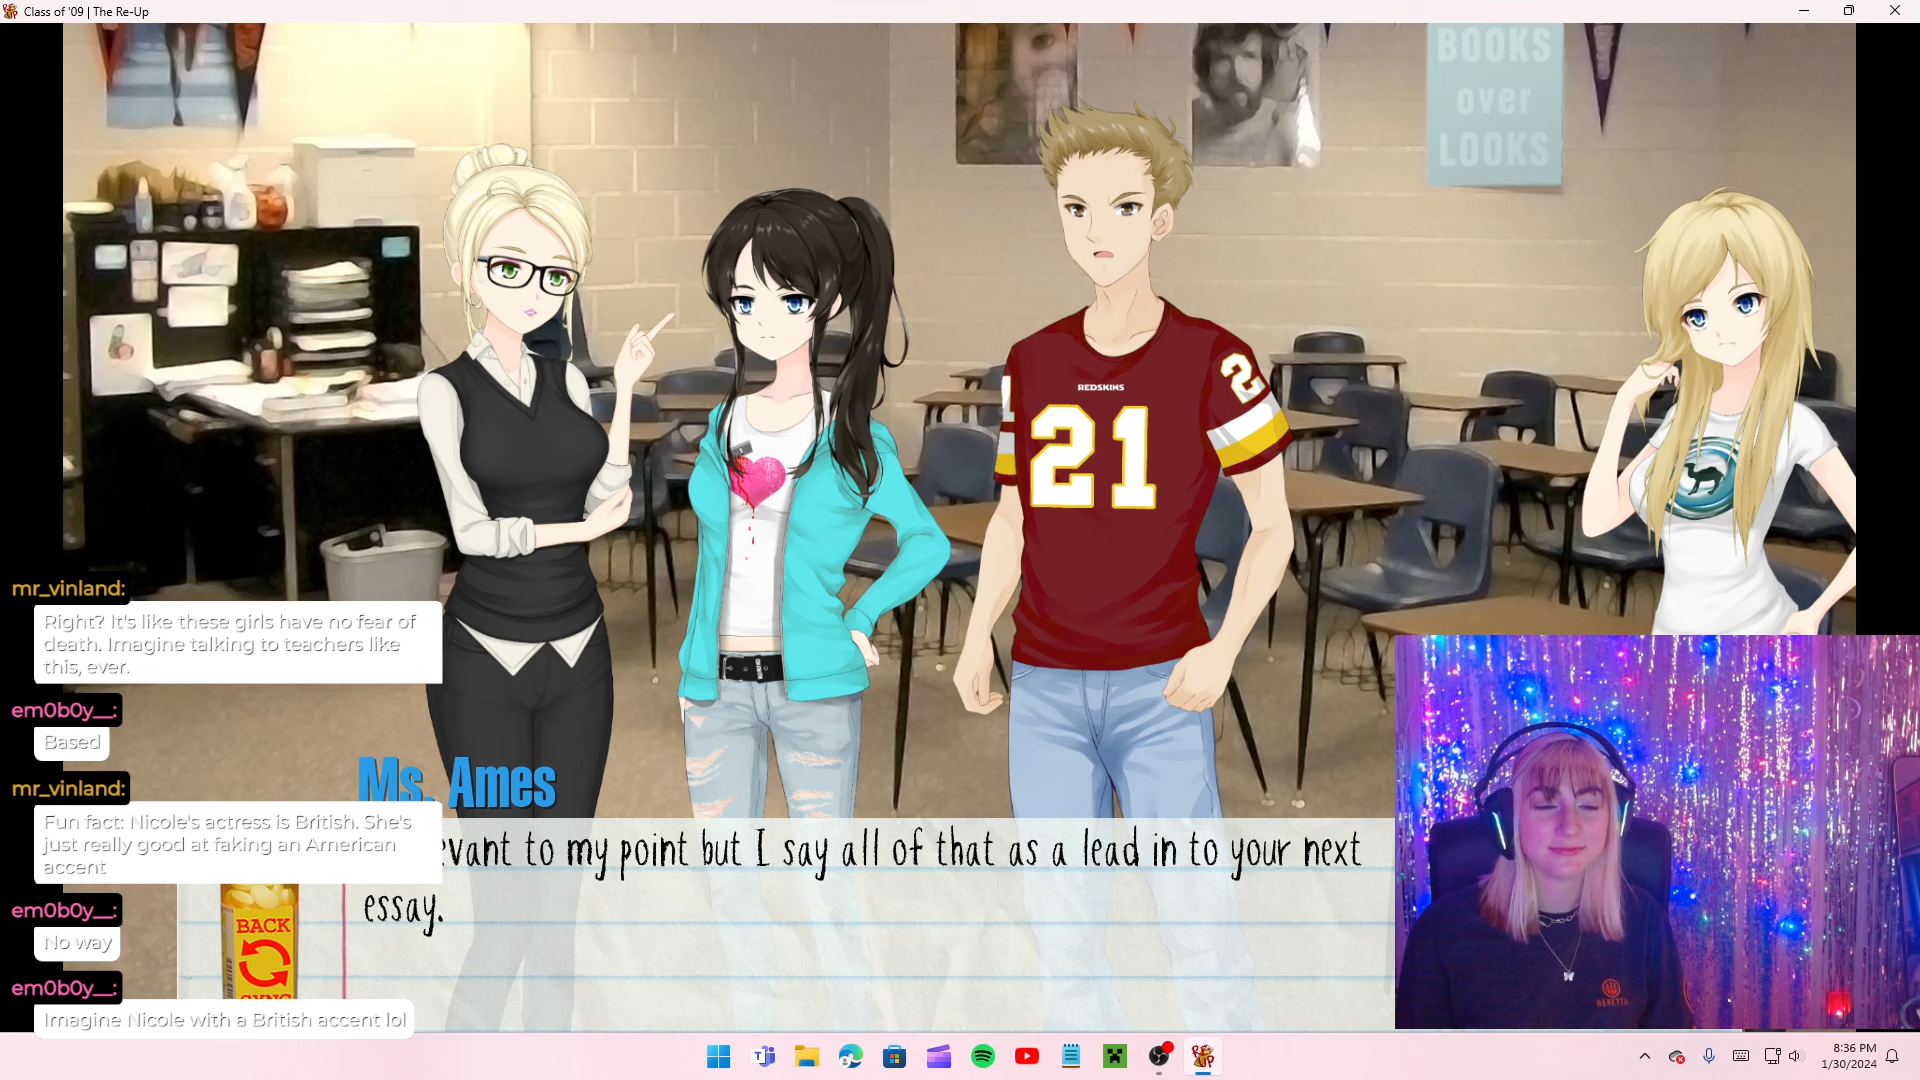 Class of '09 | The Re-Up
BOOKS
over
LOOKS
REDSKINS
21
2
mr_vinland:
Right? It's like these girls have no fear of
death. Imagine talking to teachers like
this, ever.
em0b0y__:
Based
mr_vinland:
Fun fact: Nicole's actress is British. She's
just really good at faking an American
accent
em0b0y__:
No way
em0b0y__:
Imagine Nicole with a British accent lol
Ms. Ames
to my point but I say all of that as a lead in to your next
essay.
BACK
BERETTA
8:36 PM
1/30/2024